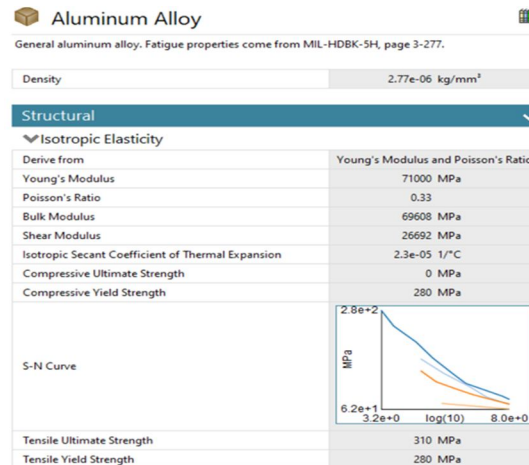 Aluminum Alloy
General aluminum alloy. Fatigue properties come from MIL-HDBK-5H, page 3-277.
Density 2.77e-06 kg/mm³
Structural
Isotropic Elasticity
Derive from Young's Modulus and Poisson's Ratio
Young's Modulus 71000 MPa
Poisson's Ratio 0.33
Bulk Modulus 69608 MPa
Shear Modulus 26692 MPa
Isotropic Secant Coefficient of Thermal Expansion 2.3e-05 1/°C
Compressive Ultimate Strength 0 MPa
Compressive Yield Strength 280 MPa
2.8e+2
MPa
S-N Curve
6.2e+1
3.2e+0 log(10) 8.0e+0
Tensile Ultimate Strength 310 MPa
Tensile Yield Strength 280 MPa